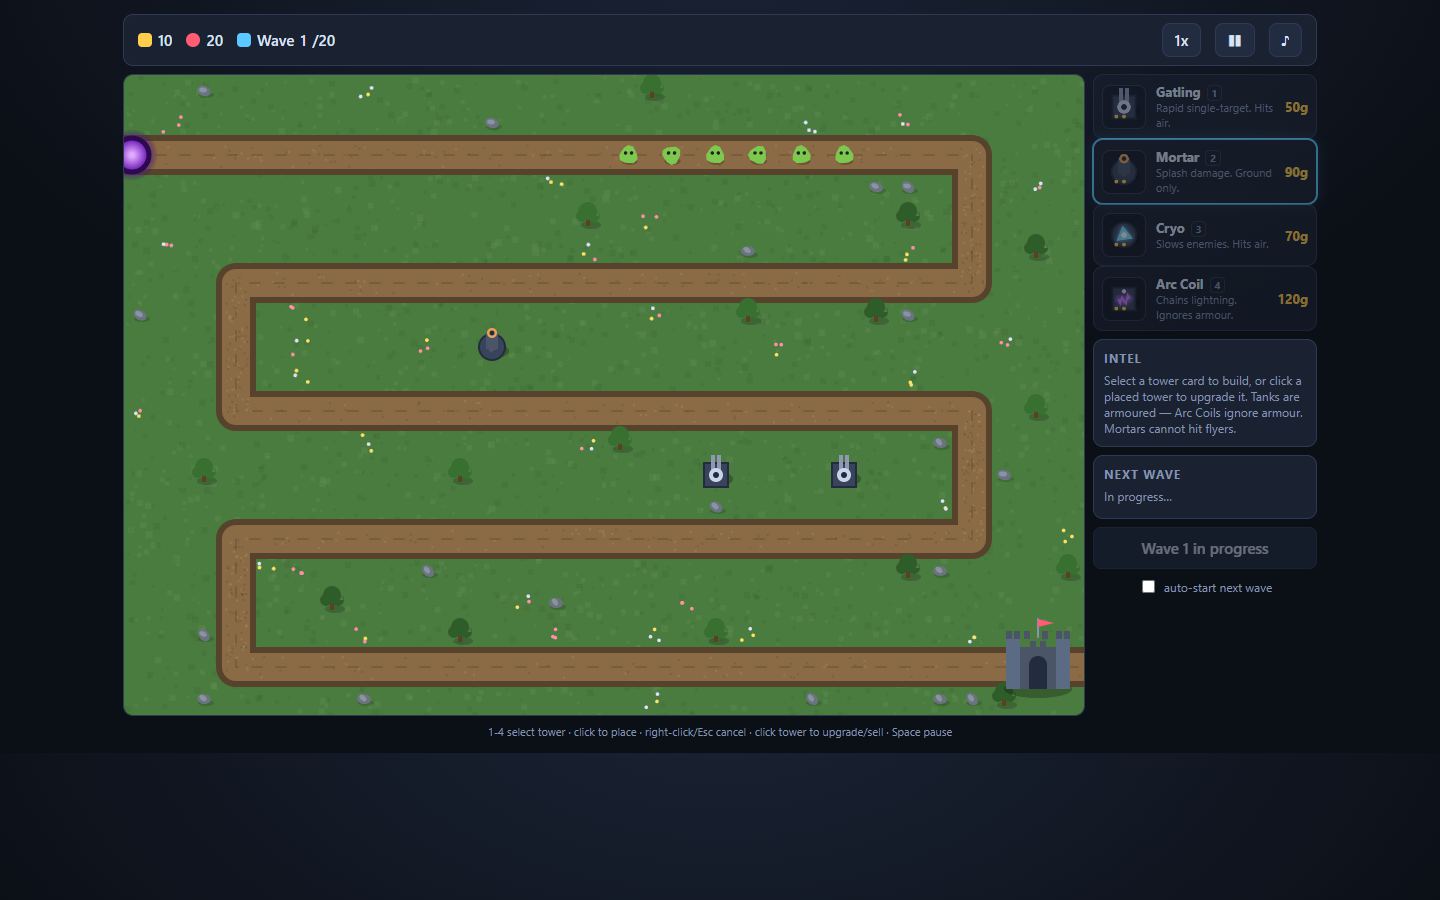 10 20 Wave 1 /20
1x
♪
Gatling 1
Rapid single-target. Hits
air.
50g
Mortar 2
Splash damage. Ground
only.
90g
Cryo 3
Slows enemies. Hits air.
70g
Arc Coil 4
Chains lightning.
Ignores armour.
120g
INTEL
Select a tower card to build, or click a
placed tower to upgrade it. Tanks are
armoured — Arc Coils ignore armour.
Mortars cannot hit flyers.
NEXT WAVE
In progress...
Wave 1 in progress
auto-start next wave
1-4 select tower · click to place · right-click/Esc cancel · click tower to upgrade/sell · Space pause